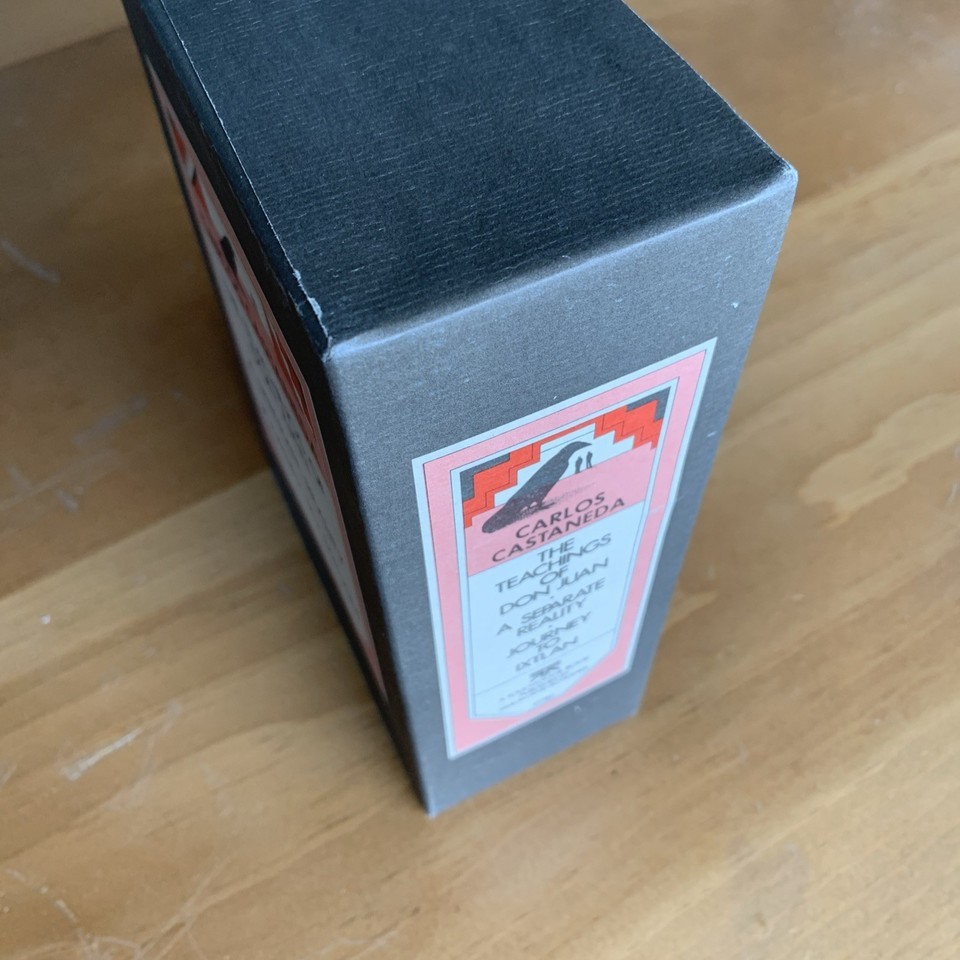 CARLOS
CASTANEDA
THE
TEACHINGS
OF
DON JUAN
·
A SEPARATE
REALITY
·
JOURNEY
TO
IXTLAN